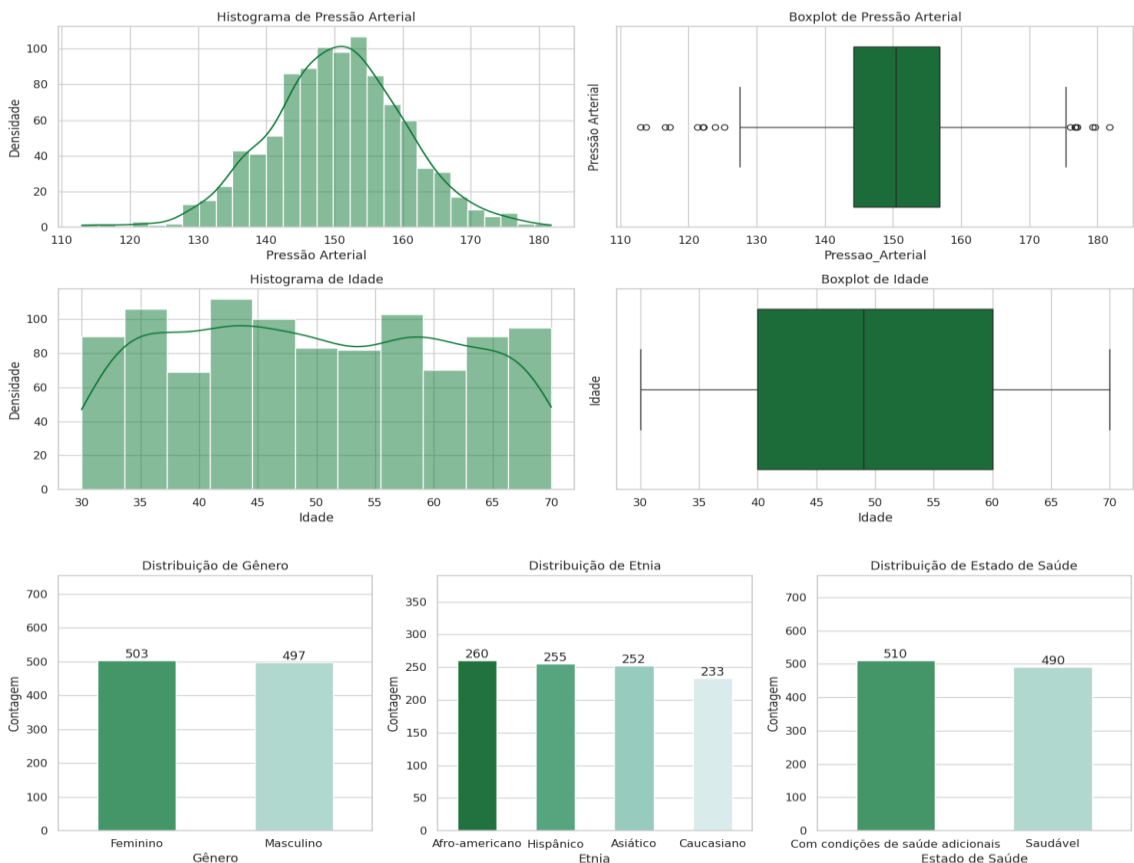 Histograma de Pressão Arterial
Densidade
100
80
60
40
20
0
110 120 130 140 150 160 170 180
Pressão Arterial
Boxplot de Pressão Arterial
Pressão Arterial
110 120 130 140 150 160 170 180
Pressao_Arterial
Histograma de Idade
Densidade
100
80
60
40
20
0
30 35 40 45 50 55 60 65 70
Idade
Boxplot de Idade
Idade
30 35 40 45 50 55 60 65 70
Idade
Distribuição de Gênero
Contagem
700
600
500
400
300
200
100
0
503 497
Feminino Masculino
Gênero
Distribuição de Etnia
Contagem
350
300
250
200
150
100
50
0
260 255 252 233
Afro-americano Hispânico Asiático Caucasiano
Etnia
Distribuição de Estado de Saúde
Contagem
700
600
500
400
300
200
100
0
510 490
Com condições de saúde adicionais Saudável
Estado de Saúde